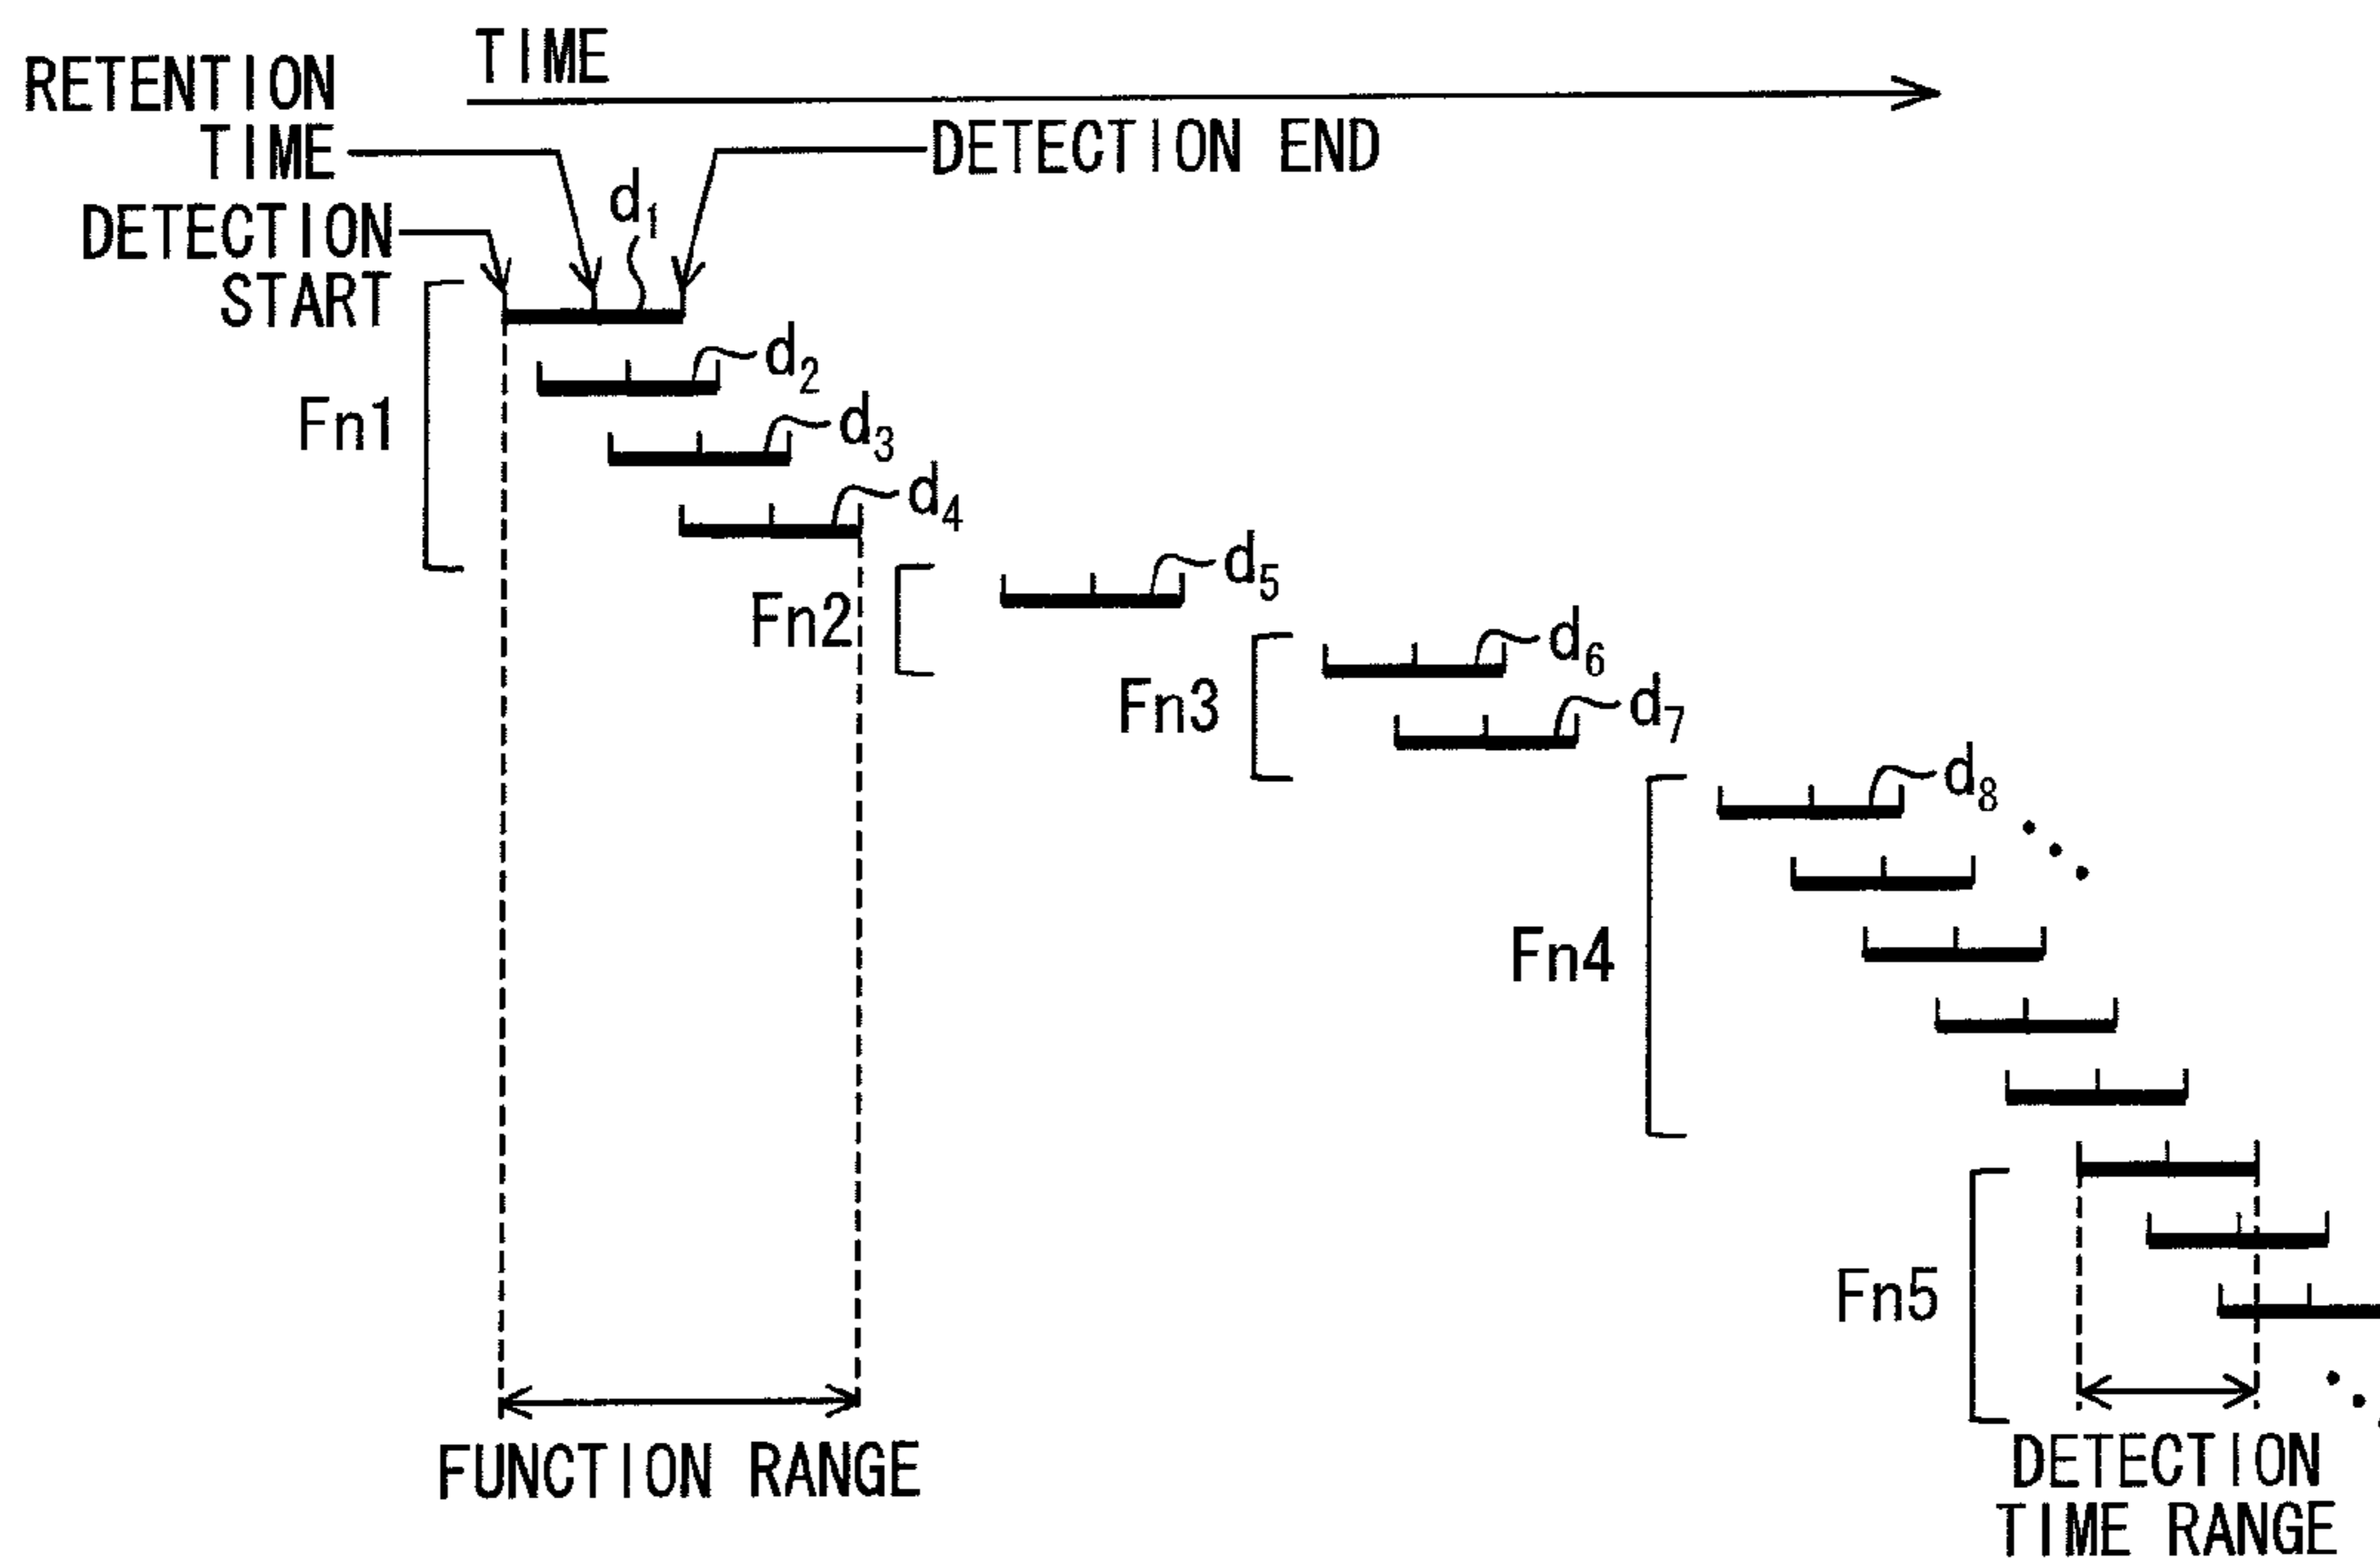 TIME
RETENTION
TIME
DETECTION END
d1
DETECTION
START
d2
Fn1
d3
d4
d5
Fn2
d6
Fn3
d7
d8
Fn4
Fn5
FUNCTION RANGE
DETECTION
TIME RANGE